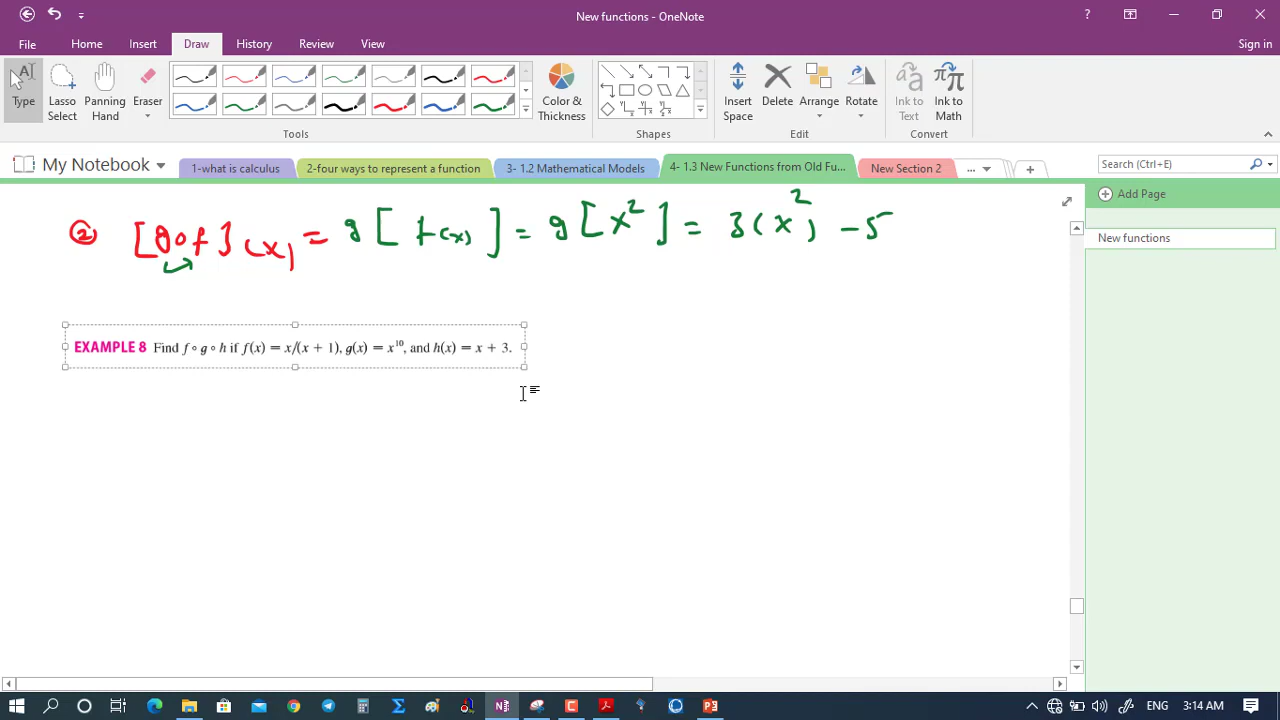 New functions - OneNote
? 
File Home Insert Draw History Review View Sign in
Type Lasso Select Panning Hand Eraser Color & Thickness Insert Space Delete Arrange Rotate Ink to Text Ink to Math
Tools Shapes Edit Convert
My Notebook 1-what is calculus 2-four ways to represent a function 3- 1.2 Mathematical Models 4- 1.3 New Functions from Old Fu... New Section 2 ... Search (Ctrl+E)
Add Page
New functions
② [g∘f](x) = g[f(x)] = g[x²] = 3(x)² - 5
EXAMPLE 8 Find f ∘ g ∘ h if f(x) = x/(x + 1), g(x) = x¹⁰, and h(x) = x + 3.
ENG 3:14 AM